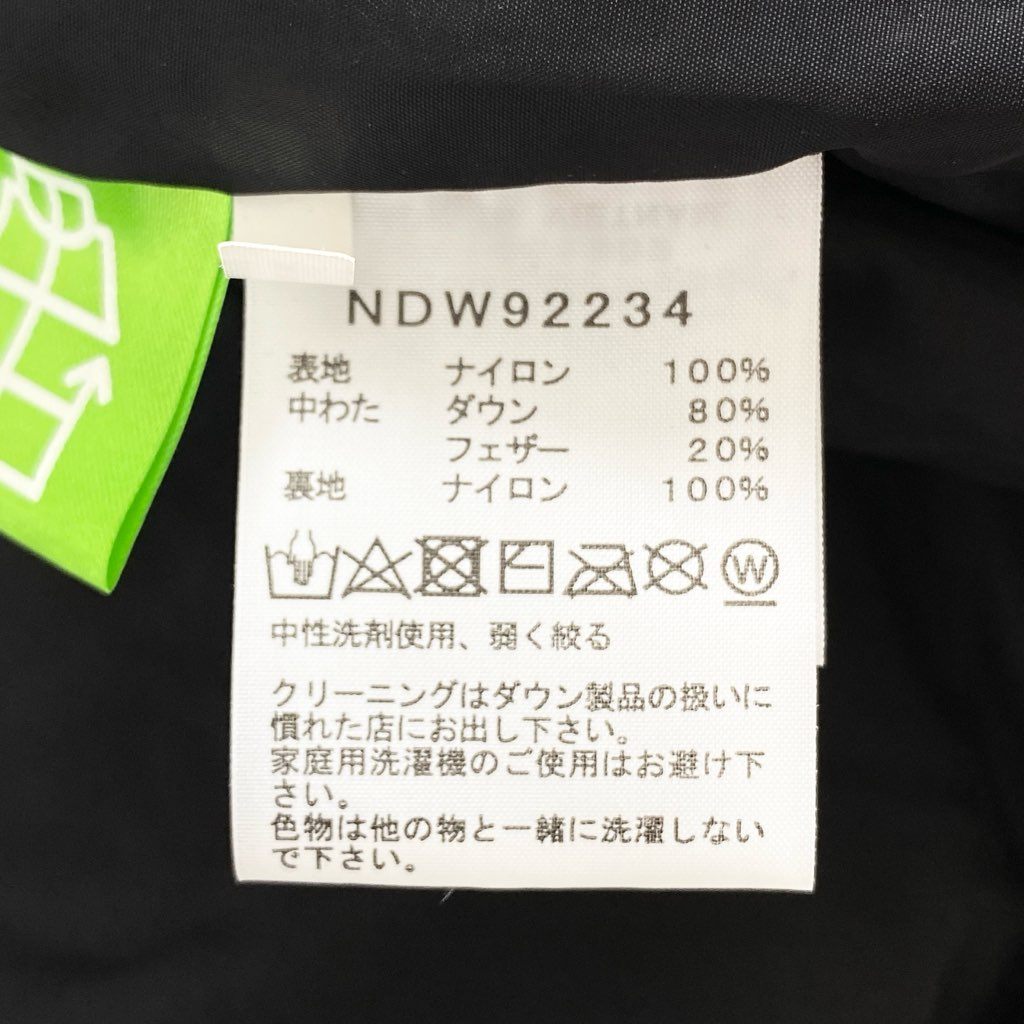 NDW92234
表地 ナイロン 100%
中わた ダウン 80%
フェザー 20%
裏地 ナイロン 100%
W
中性洗剤使用、弱く絞る
クリーニングはダウン製品の扱いに
慣れた店にお出し下さい。
家庭用洗濯機のご使用はお避け下
さい。
色物は他の物と一緒に洗濯しない
で下さい。